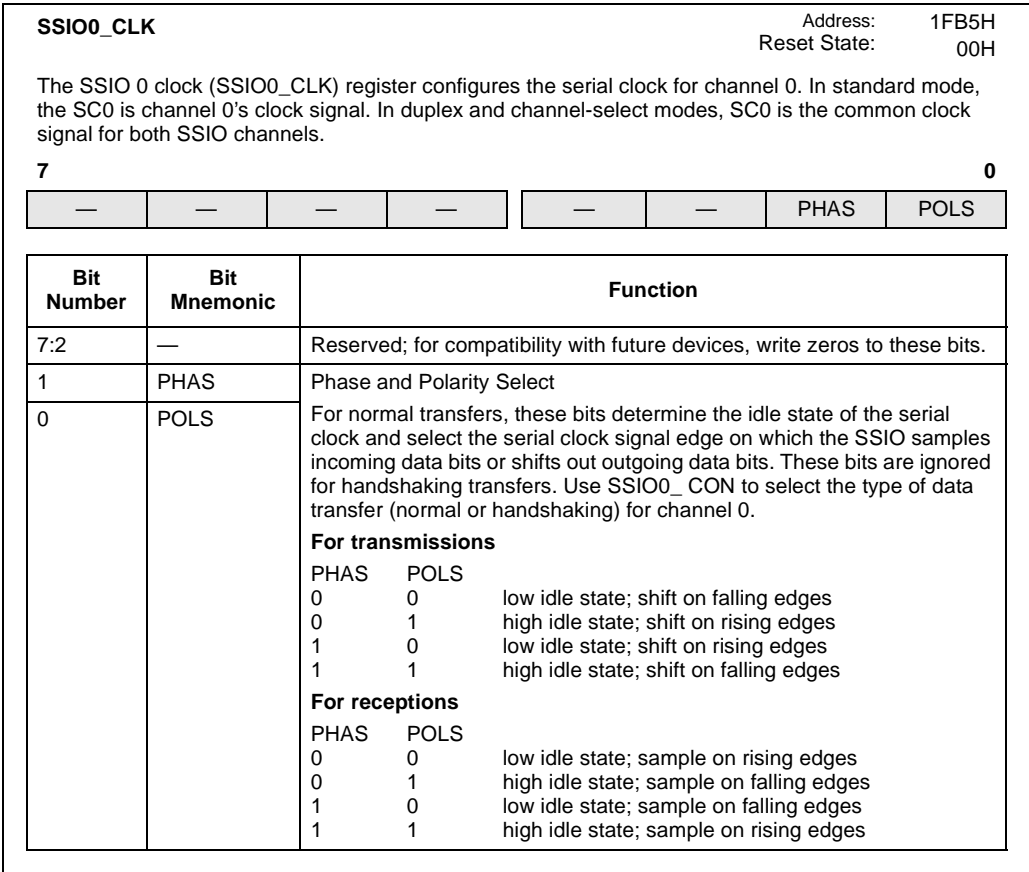 SSIO0_CLK Address: 1FB5H
Reset State: 00H
The SSIO 0 clock (SSIO0_CLK) register configures the serial clock for channel 0. In standard mode,
the SC0 is channel 0's clock signal. In duplex and channel-select modes, SC0 is the common clock
signal for both SSIO channels.
7 0
— — — — — — PHAS POLS
Bit Number Bit Mnemonic Function
7:2 — Reserved; for compatibility with future devices, write zeros to these bits.
1 PHAS Phase and Polarity Select
0 POLS For normal transfers, these bits determine the idle state of the serial
clock and select the serial clock signal edge on which the SSIO samples
incoming data bits or shifts out outgoing data bits. These bits are ignored
for handshaking transfers. Use SSIO0_ CON to select the type of data
transfer (normal or handshaking) for channel 0.
For transmissions
PHAS POLS
0 0 low idle state; shift on falling edges
0 1 high idle state; shift on rising edges
1 0 low idle state; shift on rising edges
1 1 high idle state; shift on falling edges
For receptions
PHAS POLS
0 0 low idle state; sample on rising edges
0 1 high idle state; sample on falling edges
1 0 low idle state; sample on falling edges
1 1 high idle state; sample on rising edges